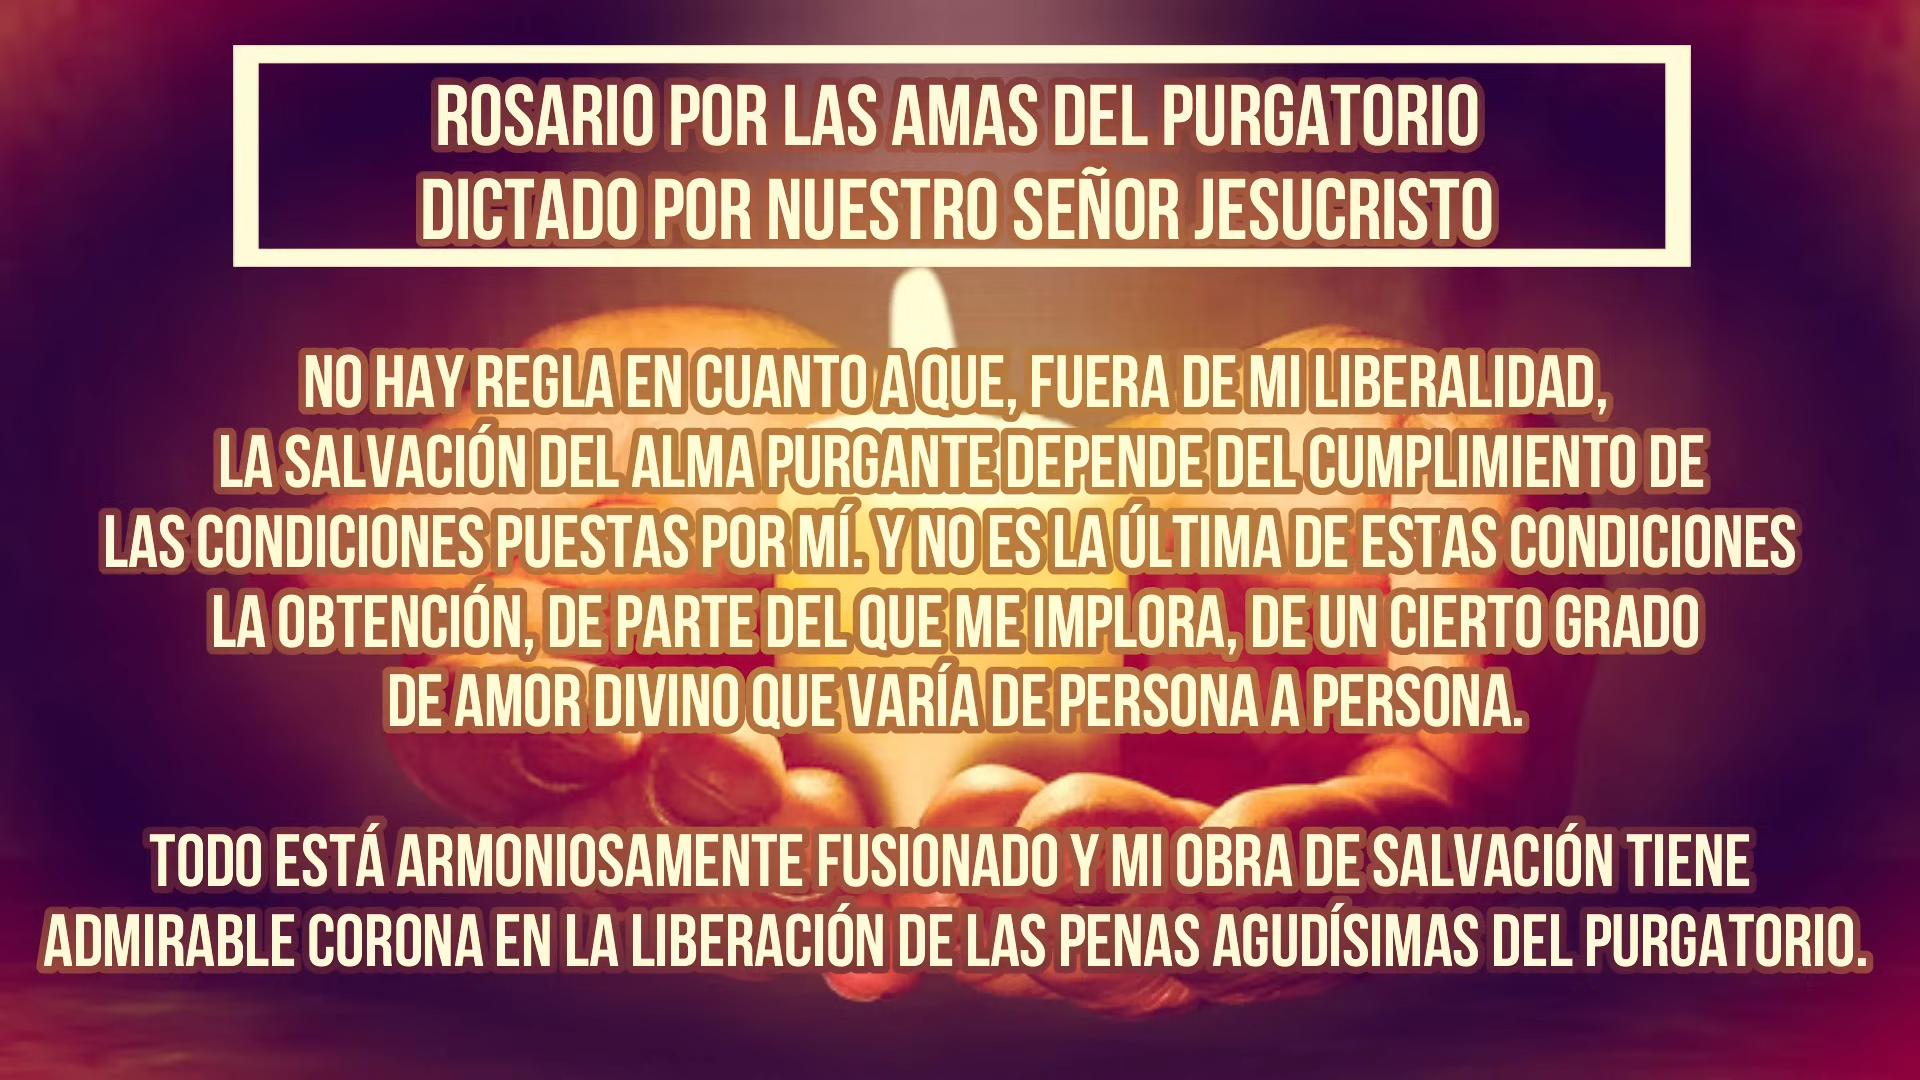 ROSARIO POR LAS AMAS DEL PURGATORIO
DICTADO POR NUESTRO SEÑOR JESUCRISTO
NO HAY REGLA EN CUANTO A QUE, FUERA DE MI LIBERALIDAD,
LA SALVACIÓN DEL ALMA PURGANTE DEPENDE DEL CUMPLIMIENTO DE
LAS CONDICIONES PUESTAS POR MÍ. Y NO ES LA ÚLTIMA DE ESTAS CONDICIONES
LA OBTENCIÓN, DE PARTE DEL QUE ME IMPLORA, DE UN CIERTO GRADO
DE AMOR DIVINO QUE VARÍA DE PERSONA A PERSONA.
TODO ESTÁ ARMONIOSAMENTE FUSIONADO Y MI OBRA DE SALVACIÓN TIENE
ADMIRABLE CORONA EN LA LIBERACIÓN DE LAS PENAS AGUDÍSIMAS DEL PURGATORIO.